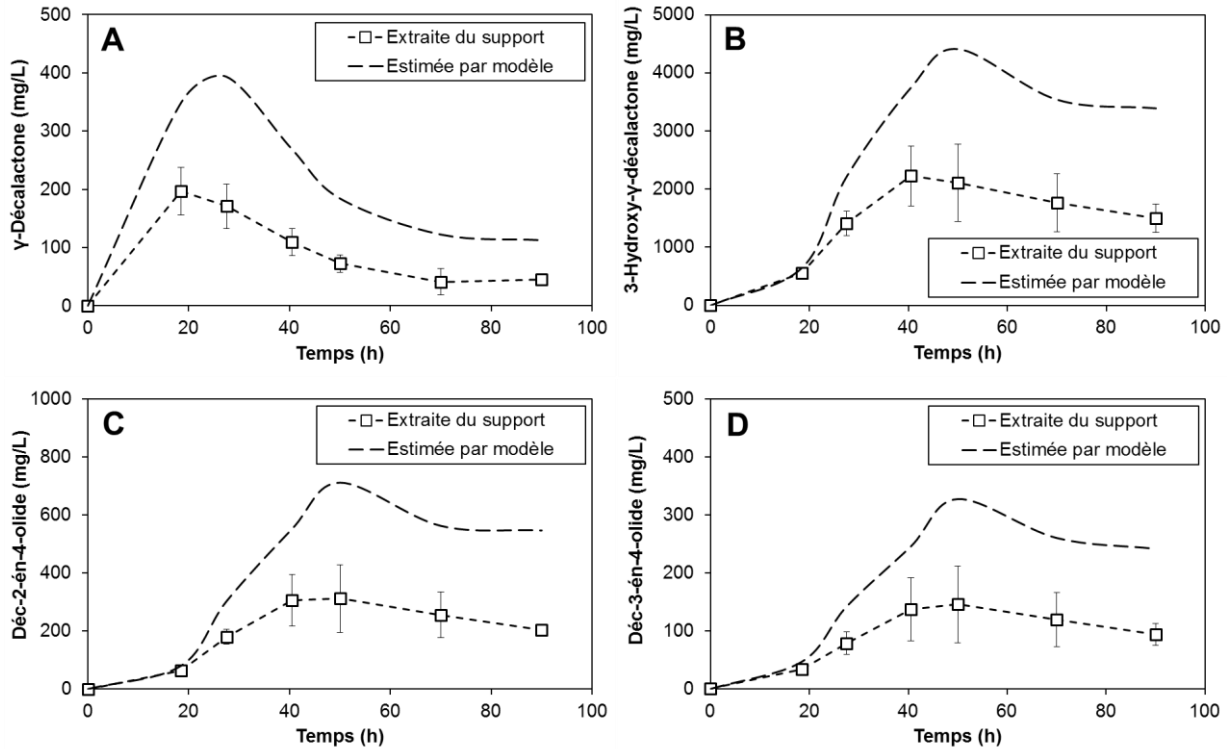 A
γ-Décalactone (mg/L)
500
400
300
200
100
0
0 20 40 60 80 100
Temps (h)
Extraite du support
Estimée par modèle
B
3-Hydroxy-γ-décalactone (mg/L)
5000
4000
3000
2000
1000
0
0 20 40 60 80 100
Temps (h)
Extraite du support
Estimée par modèle
C
Déc-2-én-4-olide (mg/L)
1000
800
600
400
200
0
0 20 40 60 80 100
Temps (h)
Extraite du support
Estimée par modèle
D
Déc-3-én-4-olide (mg/L)
500
400
300
200
100
0
0 20 40 60 80 100
Temps (h)
Extraite du support
Estimée par modèle